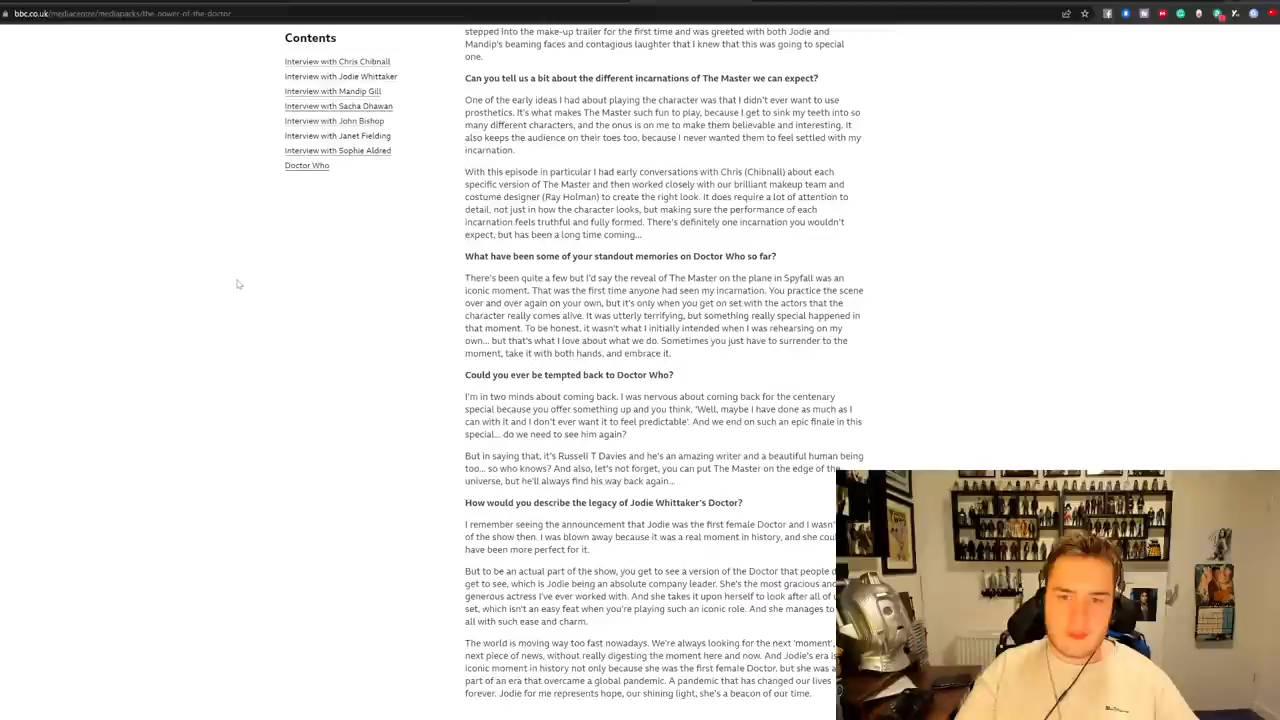 bbc.co.uk/mediacentre/mediapacks/the-power-of-the-doctor
Contents
Interview with Chris Chibnall
Interview with Jodie Whittaker
Interview with Mandip Gill
Interview with Sacha Dhawan
Interview with John Bishop
Interview with Janet Fielding
Interview with Sophie Aldred
Doctor Who
stepped into the make-up trailer for the first time and was greeted with both Jodie and
Mandip's beaming faces and contagious laughter that I knew that this was going to special
one.
Can you tell us a bit about the different incarnations of The Master we can expect?
One of the early ideas I had about playing the character was that I didn't ever want to use
prosthetics. It's what makes The Master such fun to play, because I get to sink my teeth into so
many different characters, and the onus is on me to make them believable and interesting. It
also keeps the audience on their toes too, because I never wanted them to feel settled with my
incarnation.
With this episode in particular I had early conversations with Chris (Chibnall) about each
specific version of The Master and then worked closely with our brilliant makeup team and
costume designer (Ray Holman) to create the right look. It does require a lot of attention to
detail, not just in how the character looks, but making sure the performance of each
incarnation feels truthful and fully formed. There's definitely one incarnation you wouldn't
expect, but has been a long time coming...
What have been some of your standout memories on Doctor Who so far?
There's been quite a few but I'd say the reveal of The Master on the plane in Spyfall was an
iconic moment. That was the first time anyone had seen my incarnation. You practice the scene
over and over again on your own, but it's only when you get on set with the actors that the
character really comes alive. It was utterly terrifying, but something really special happened in
that moment. To be honest, it wasn't what I initially intended when I was rehearsing on my
own... but that's what I love about what we do. Sometimes you just have to surrender to the
moment, take it with both hands, and embrace it.
Could you ever be tempted back to Doctor Who?
I'm in two minds about coming back. I was nervous about coming back for the centenary
special because you offer something up and you think, 'Well, maybe I have done as much as I
can with it and I don't ever want it to feel predictable'. And we end on such an epic finale in this
special... do we need to see him again?
But in saying that, it's Russell T Davies and he's an amazing writer and a beautiful human being
too... so who knows? And also, let's not forget, you can put The Master on the edge of the
universe, but he'll always find his way back again...
How would you describe the legacy of Jodie Whittaker's Doctor?
I remember seeing the announcement that Jodie was the first female Doctor and I wasn'
of the show then. I was blown away because it was a real moment in history, and she coul
have been more perfect for it.
But to be an actual part of the show, you get to see a version of the Doctor that people d
get to see, which is Jodie being an absolute company leader. She's the most gracious and
generous actress I've ever worked with. And she takes it upon herself to look after all of u
set, which isn't an easy feat when you're playing such an iconic role. And she manages to
all with such ease and charm.
The world is moving way too fast nowadays. We're always looking for the next 'moment',
next piece of news, without really digesting the moment here and now. And Jodie's era is
iconic moment in history not only because she was the first female Doctor, but she was a
part of an era that overcame a global pandemic. A pandemic that has changed our lives
forever. Jodie for me represents hope, our shining light, she's a beacon of our time.